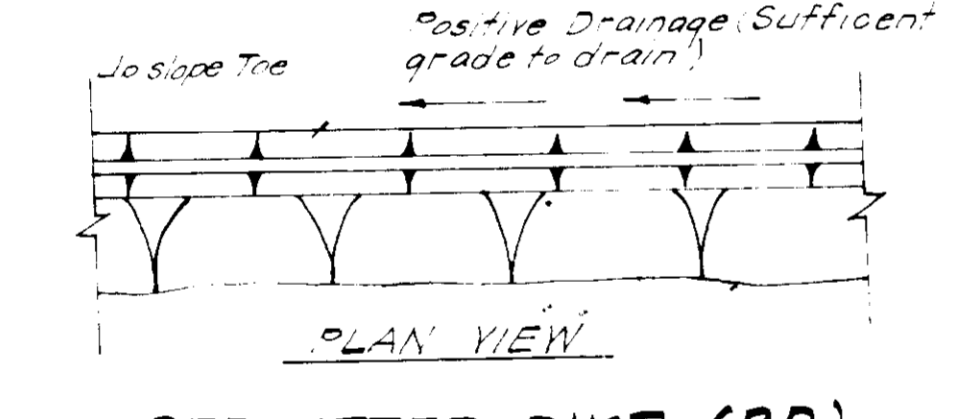 Positive Drainage (Sufficent
grade to drain)
To slope Toe
PLAN VIEW